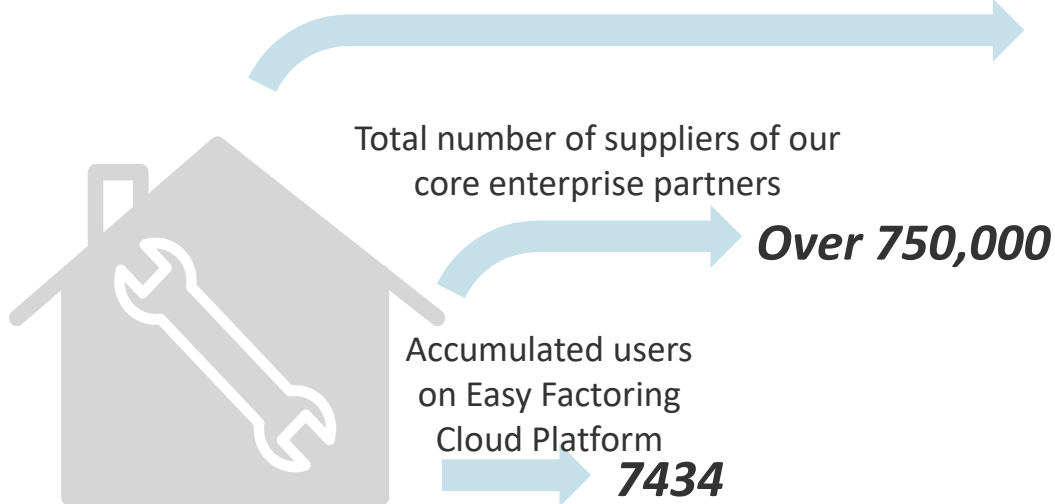 Total number of suppliers of our
core enterprise partners
Over 750,000
Accumulated users
on Easy Factoring
Cloud Platform
7434